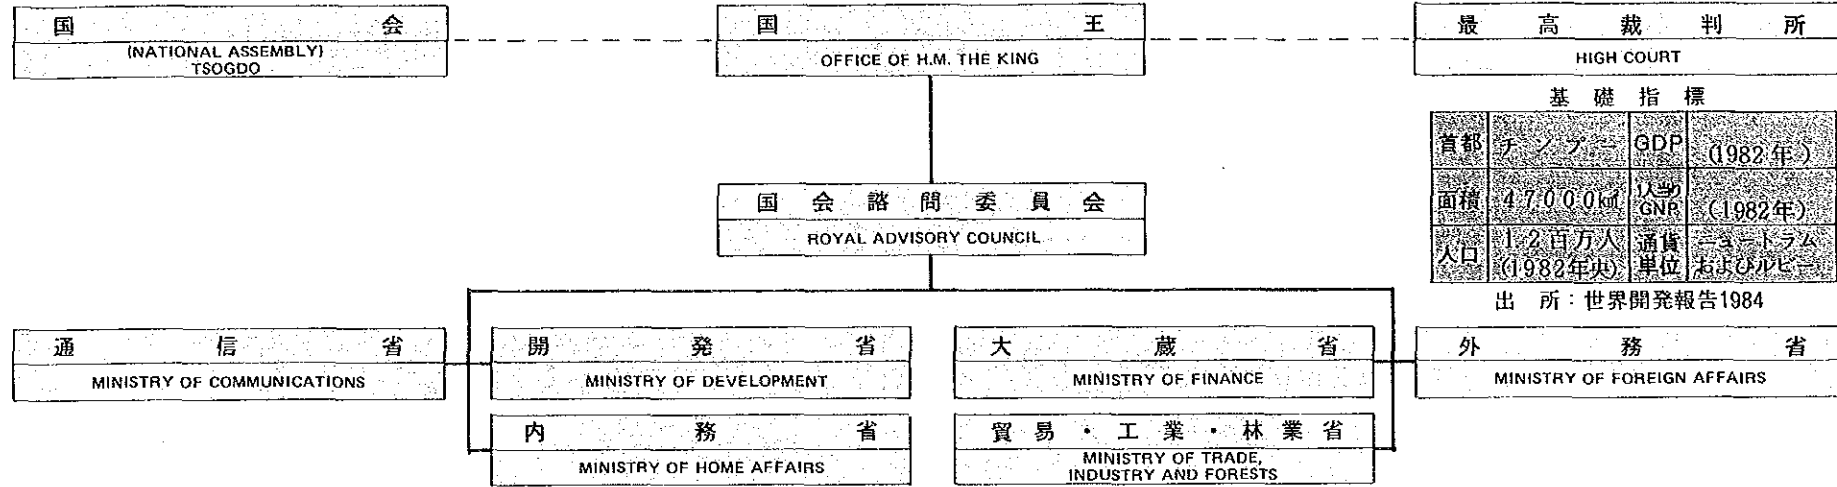 国会
(NATIONAL ASSEMBLY)
TSOGDO
国王
OFFICE OF H.M. THE KING
最高裁判所
HIGH COURT
基礎指標
首都 チンプー GDP (1982年)
面積 47000km² 1人当り GNP (1982年)
人口 1.2百万人 (1982年央) 通貨単位 ニュートラムおよびルピー
出所:世界開発報告1984
国会諮問委員会
ROYAL ADVISORY COUNCIL
通信省
MINISTRY OF COMMUNICATIONS
開発省
MINISTRY OF DEVELOPMENT
大蔵省
MINISTRY OF FINANCE
外務省
MINISTRY OF FOREIGN AFFAIRS
内務省
MINISTRY OF HOME AFFAIRS
貿易・工業・林業省
MINISTRY OF TRADE,
INDUSTRY AND FORESTS